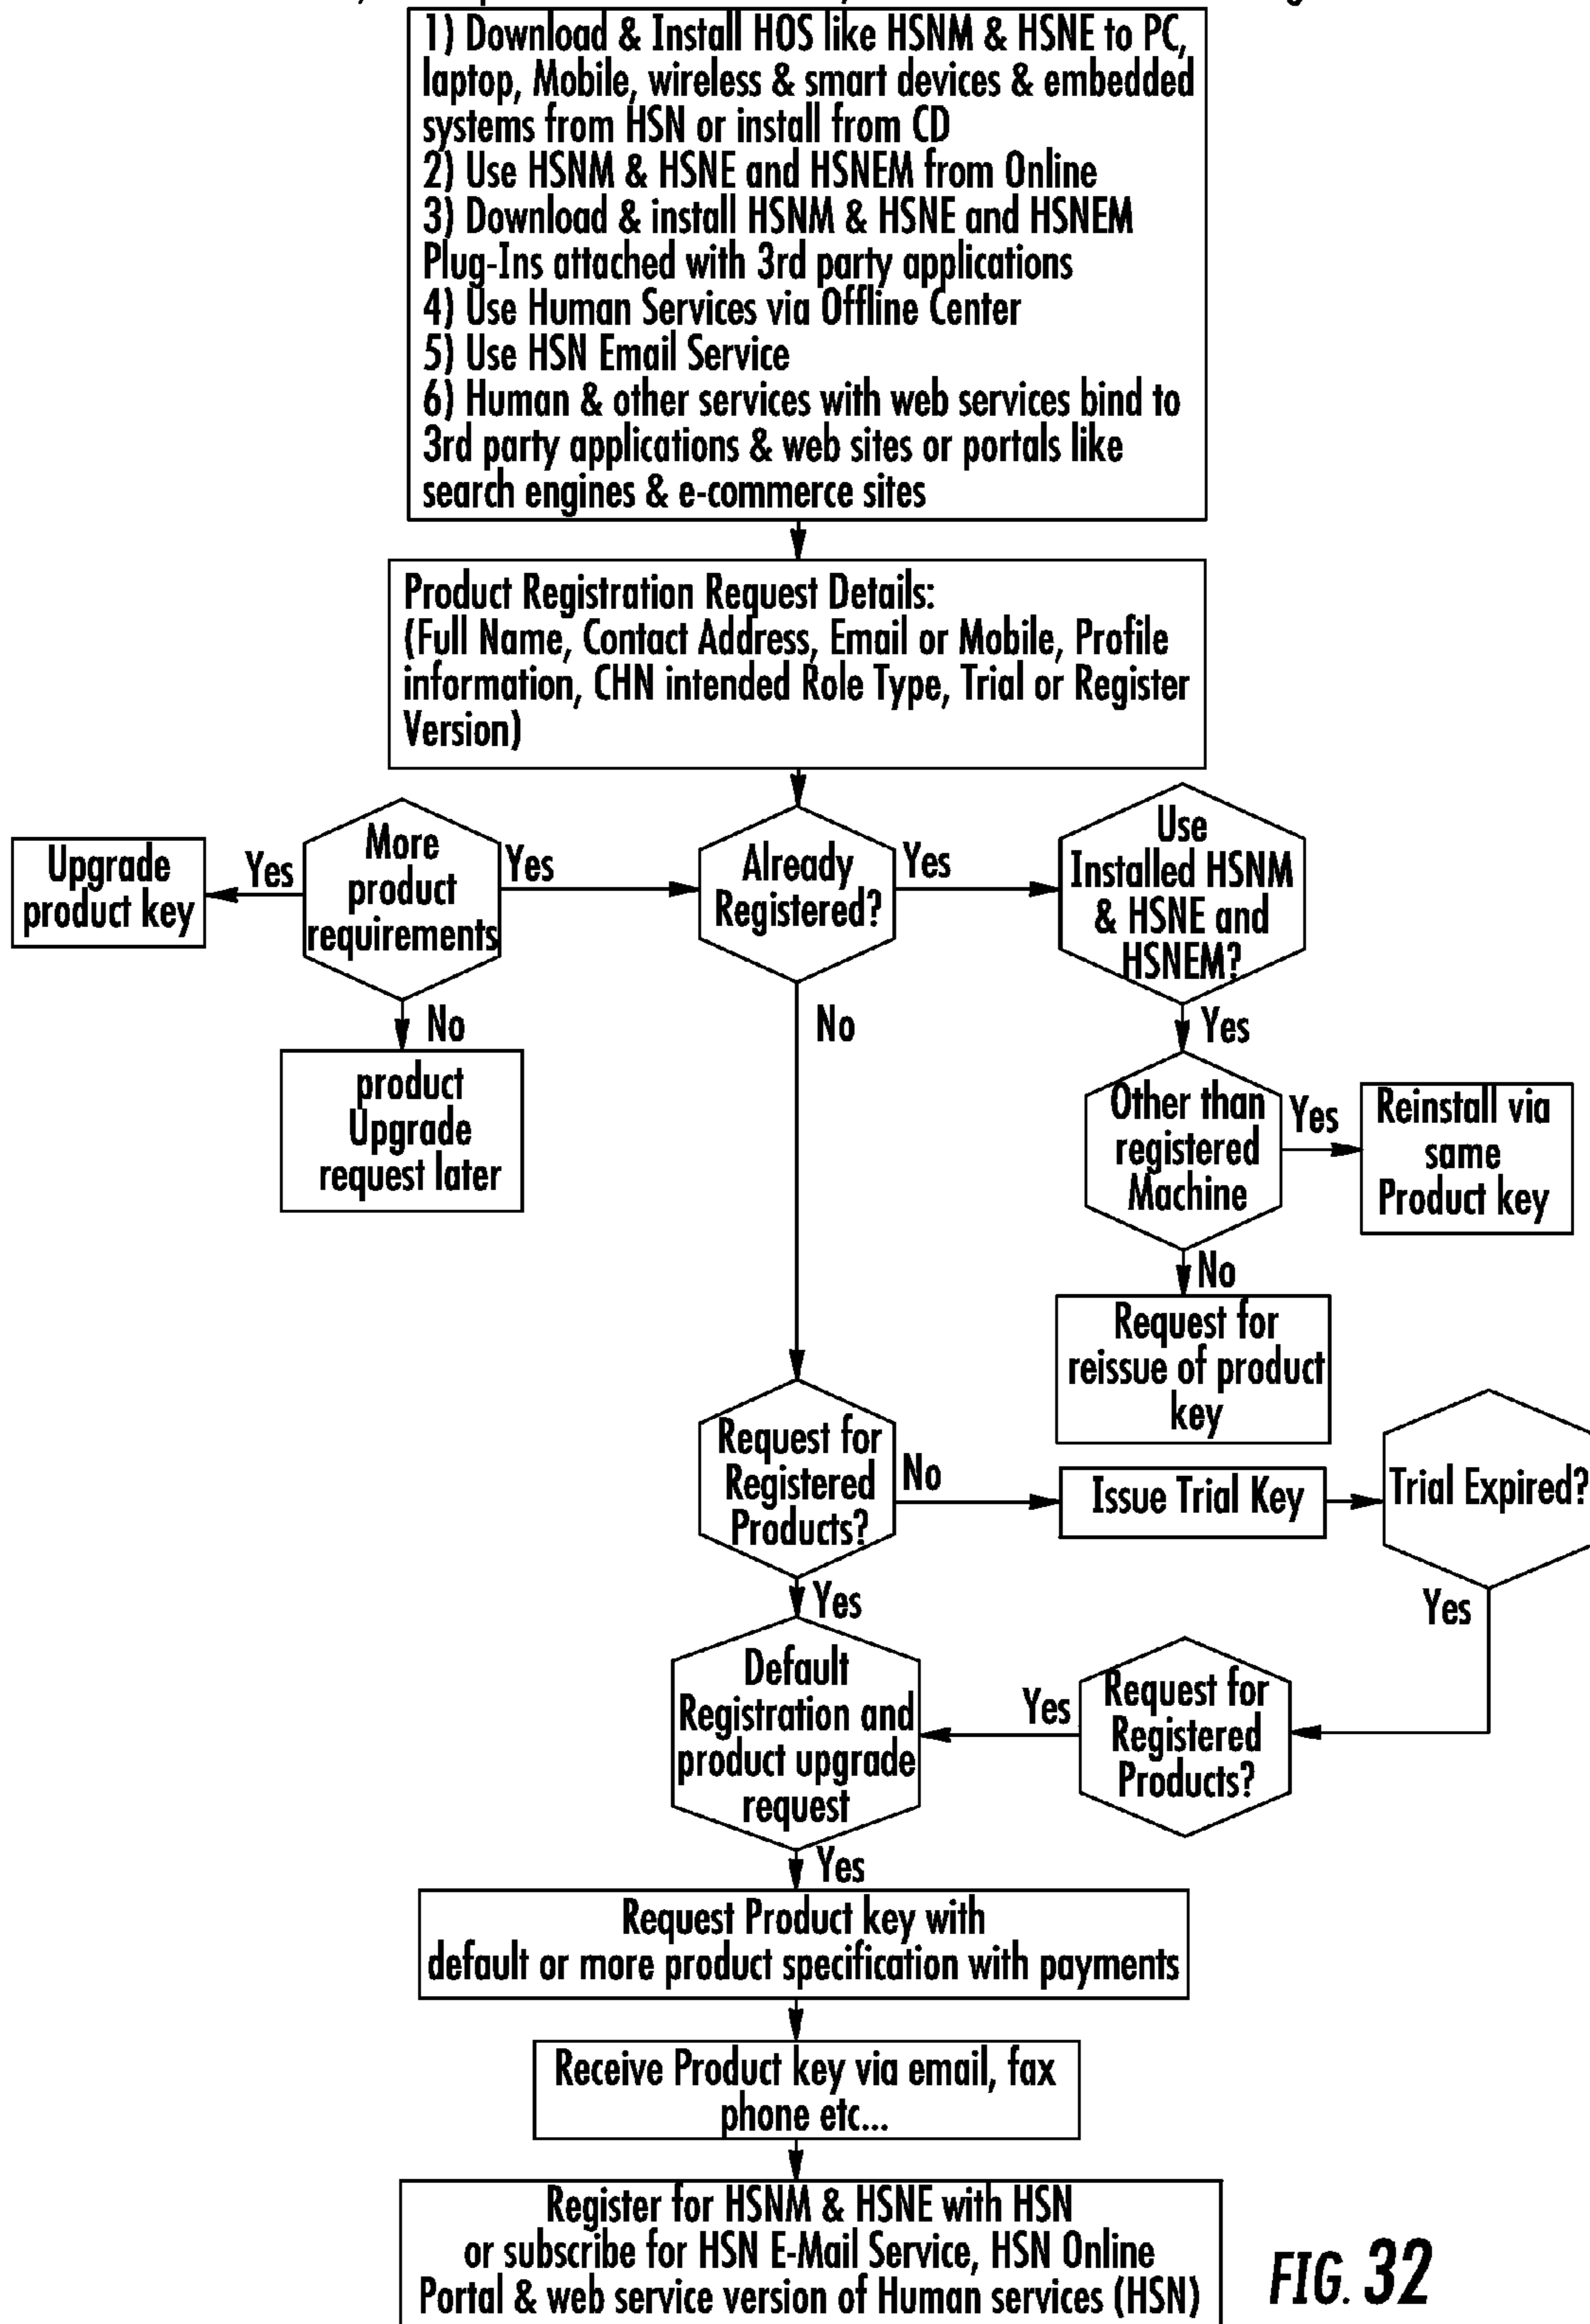 1) Download & Install HOS like HSNM & HSNE to PC,
laptop, Mobile, wireless & smart devices & embedded
systems from HSN or install from CD
2) Use HSNM & HSNE and HSNEM from Online
3) Download & install HSNM & HSNE and HSNEM
Plug-Ins attached with 3rd party applications
4) Use Human Services via Offline Center
5) Use HSN Email Service
6) Human & other services with web services bind to
3rd party applications & web sites or portals like
search engines & e-commerce sites
Product Registration Request Details:
(Full Name, Contact Address, Email or Mobile, Profile
information, CHN intended Role Type, Trial or Register
Version)
Upgrade
product key
Yes
More
product
requirements
Yes
Already
Registered?
Yes
Use
Installed HSNM
& HSNE and
HSNEM?
No
product
Upgrade
request later
No
Yes
Other than
registered
Machine
Yes
Reinstall via
same
Product key
No
Request for
reissue of product
key
Request for
Registered
Products?
No
Issue Trial Key
Trial Expired?
Yes
Yes
Default
Registration and
product upgrade
request
Yes
Request for
Registered
Products?
Yes
Request Product key with
default or more product specification with payments
Receive Product key via email, fax
phone etc...
Register for HSNM & HSNE with HSN
or subscribe for HSN E-Mail Service, HSN Online
Portal & web service version of Human services (HSN)
FIG. 32